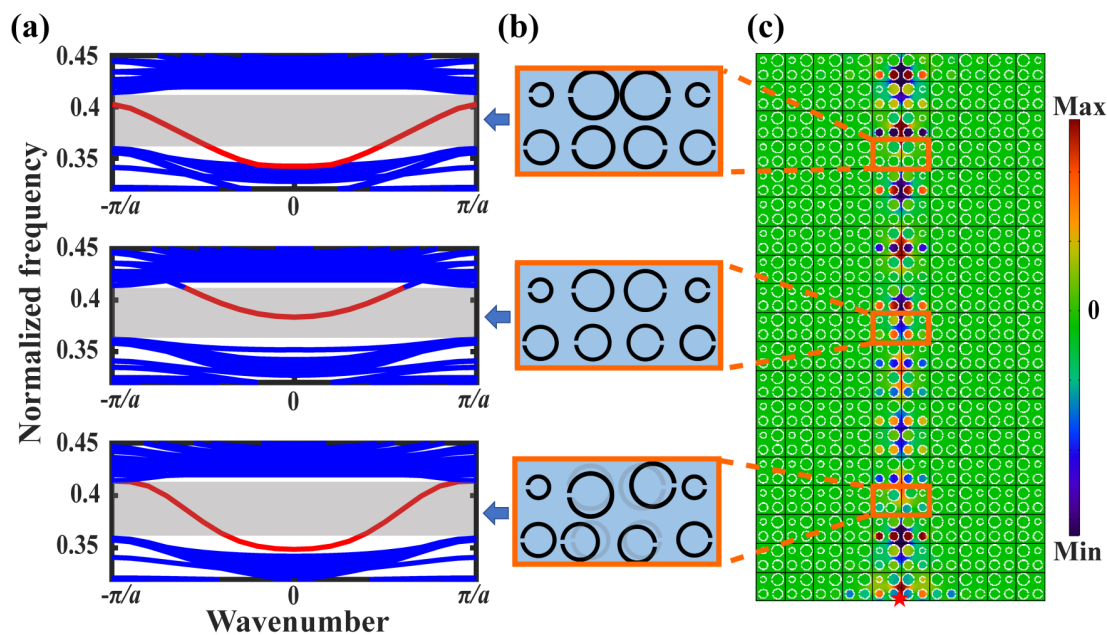 (a)
(b)
(c)
Normalized frequency
0.45
0.4
0.35
-π/a
0
π/a
0.45
0.4
0.35
-π/a
0
π/a
0.45
0.4
0.35
-π/a
0
π/a
Wavenumber
Max
0
Min